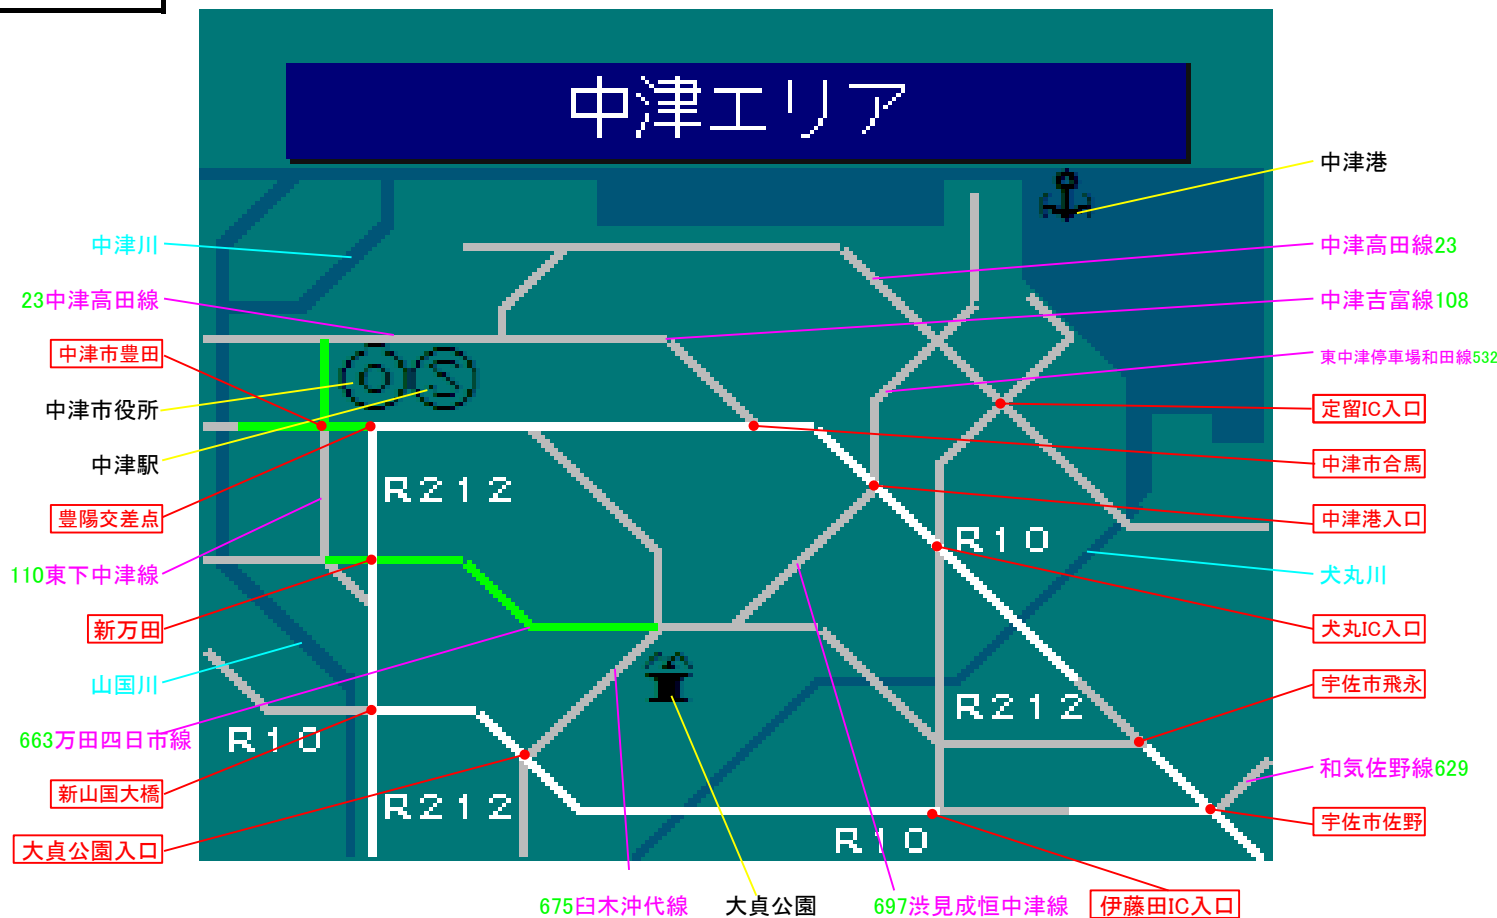 中津エリア
中津港
中津川
中津高田線23
23中津高田線
中津吉富線108
中津市豊田
東中津停車場和田線532
中津市役所
定留IC入口
中津駅
中津市合馬
R212
豊陽交差点
中津港入口
R10
110東下中津線
犬丸川
新万田
犬丸IC入口
山国川
宇佐市飛永
R212
663万田四日市線
R10
和気佐野線629
新山国大橋
R212
宇佐市佐野
大貞公園入口
R10
675臼木沖代線
大貞公園
697渋見成恒中津線
伊藤田IC入口